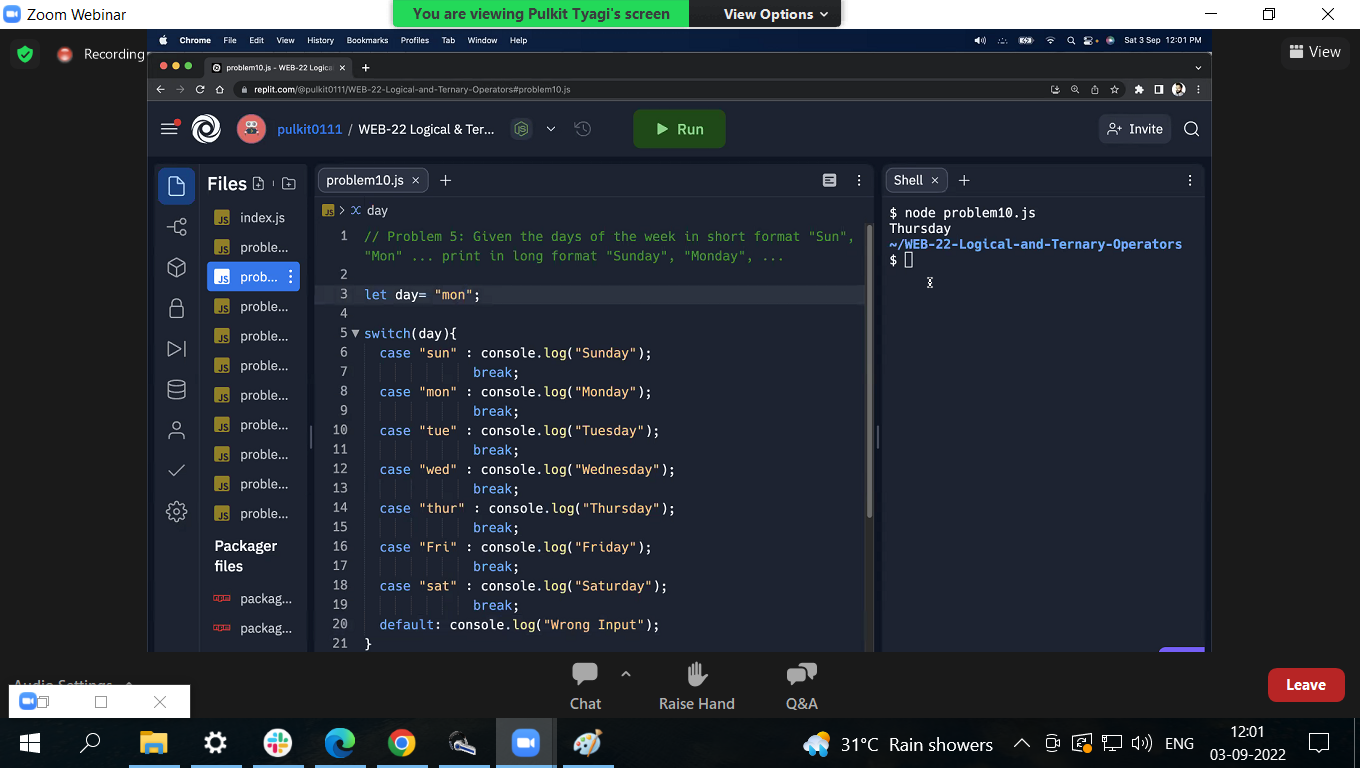 Zoom Webinar
You are viewing Pulkit Tyagi's screen
View Options
Recording
View
Chrome File Edit View History Bookmarks Profiles Tab Window Help
Sat 3 Sep 12:01 PM
problem10.js - WEB-22 Logica
replit.com/@pulkit0111/WEB-22-Logical-and-Ternary-Operators#problem10.js
pulkit0111 / WEB-22 Logical & Ter...
Run
Invite
Files
index.js
proble...
prob...
proble...
proble...
proble...
proble...
proble...
proble...
proble...
proble...
Packager
files
packag...
packag...
problem10.js
JS > day
1 // Problem 5: Given the days of the week in short format "Sun",
"Mon" ... print in long format "Sunday", "Monday", ...
2
3 let day= "mon";
4
5 switch(day){
6 case "sun" : console.log("Sunday");
7 break;
8 case "mon" : console.log("Monday");
9 break;
10 case "tue" : console.log("Tuesday");
11 break;
12 case "wed" : console.log("Wednesday");
13 break;
14 case "thur" : console.log("Thursday");
15 break;
16 case "Fri" : console.log("Friday");
17 break;
18 case "sat" : console.log("Saturday");
19 break;
20 default: console.log("Wrong Input");
21 }
Shell
$ node problem10.js
Thursday
~/WEB-22-Logical-and-Ternary-Operators
$
Audio Settings
Chat
Raise Hand
Q&A
Leave
31°C Rain showers
ENG
12:01
03-09-2022